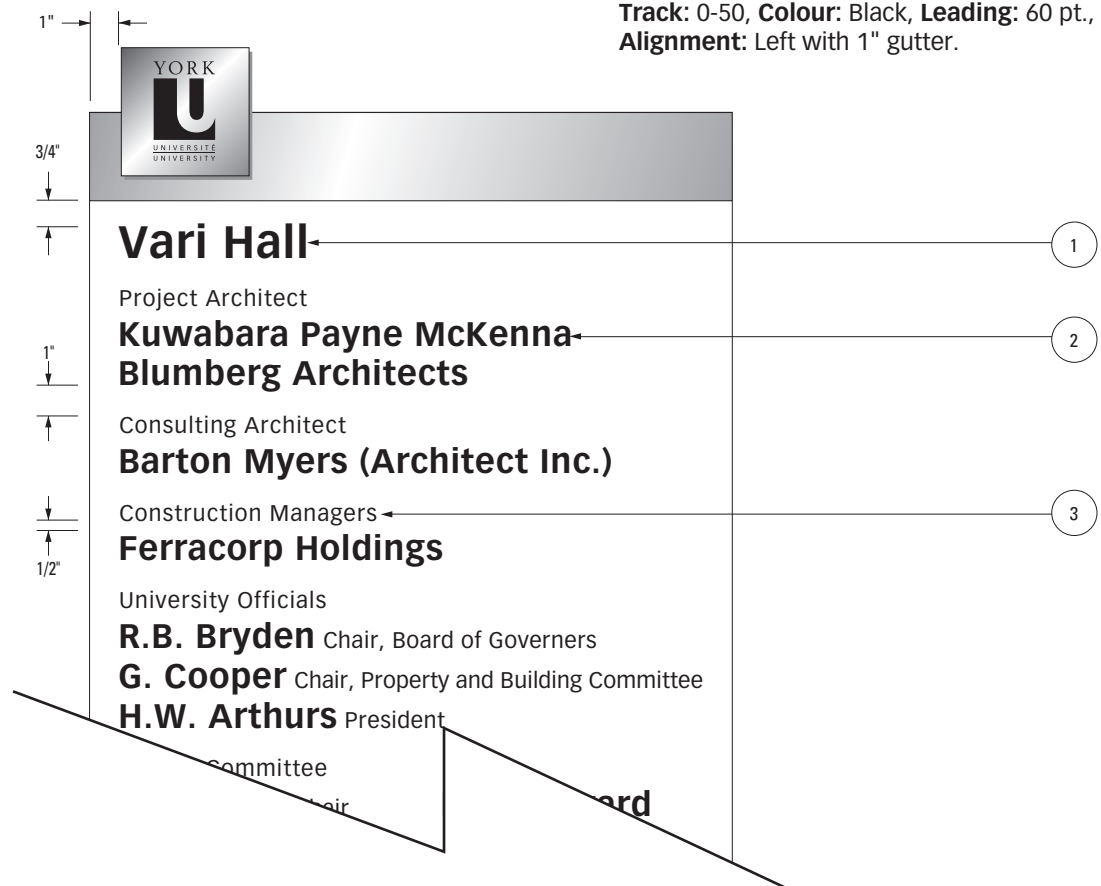 Track: 0-50, Colour: Black, Leading: 60 pt.,
Alignment: Left with 1" gutter.
1"
YORK
U
UNIVERSITÉ
UNIVERSITY
3/4"
Vari Hall
1
Project Architect
Kuwabara Payne McKenna
2
1"
Blumberg Architects
Consulting Architect
Barton Myers (Architect Inc.)
Construction Managers
3
Ferracorp Holdings
1/2"
University Officials
R.B. Bryden Chair, Board of Governers
G. Cooper Chair, Property and Building Committee
H.W. Arthurs President
Committee